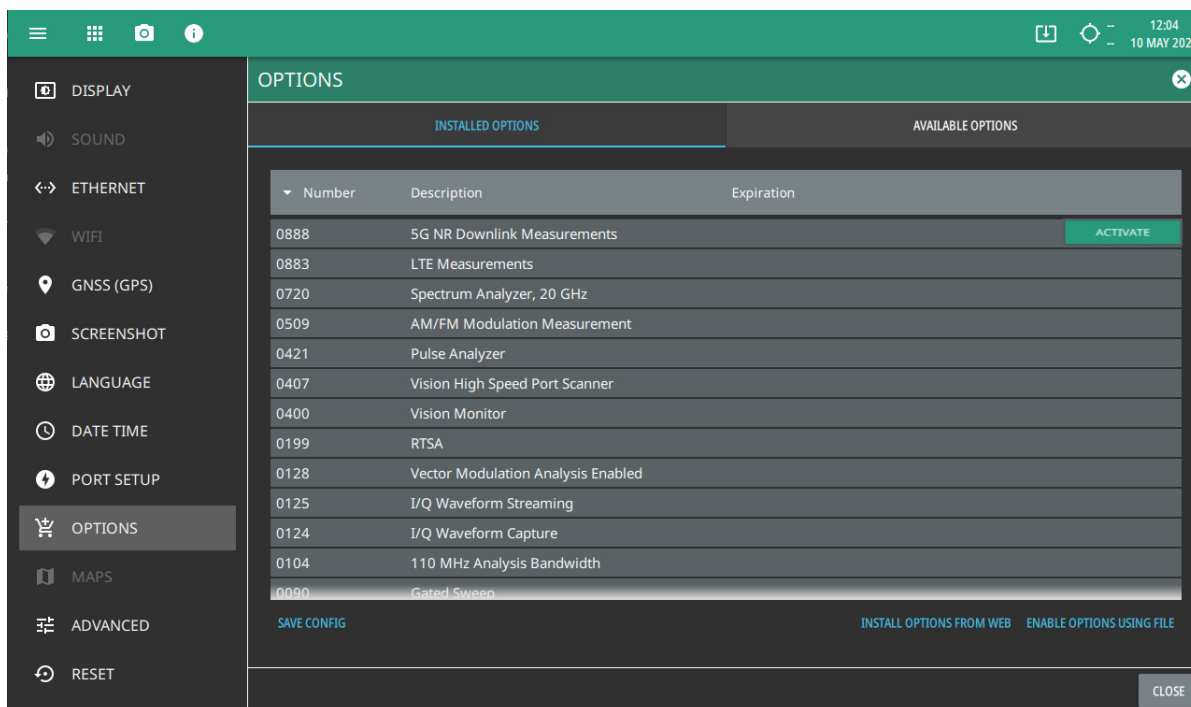 12:04
10 MAY 202
DISPLAY
SOUND
ETHERNET
WIFI
GNSS (GPS)
SCREENSHOT
LANGUAGE
DATE TIME
PORT SETUP
OPTIONS
MAPS
ADVANCED
RESET
OPTIONS
INSTALLED OPTIONS AVAILABLE OPTIONS
Number Description Expiration
0888 5G NR Downlink Measurements ACTIVATE
0883 LTE Measurements
0720 Spectrum Analyzer, 20 GHz
0509 AM/FM Modulation Measurement
0421 Pulse Analyzer
0407 Vision High Speed Port Scanner
0400 Vision Monitor
0199 RTSA
0128 Vector Modulation Analysis Enabled
0125 I/Q Waveform Streaming
0124 I/Q Waveform Capture
0104 110 MHz Analysis Bandwidth
0090 Gated Sweep
SAVE CONFIG INSTALL OPTIONS FROM WEB ENABLE OPTIONS USING FILE
CLOSE